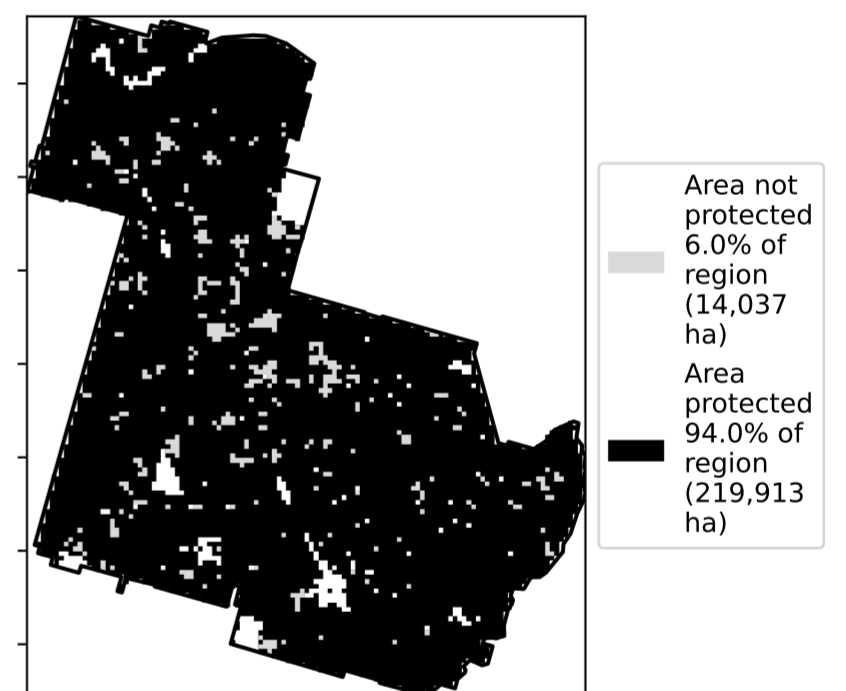 Area not
protected
6.0% of
region
(14,037
ha)
Area
protected
94.0% of
region
(219,913
ha)